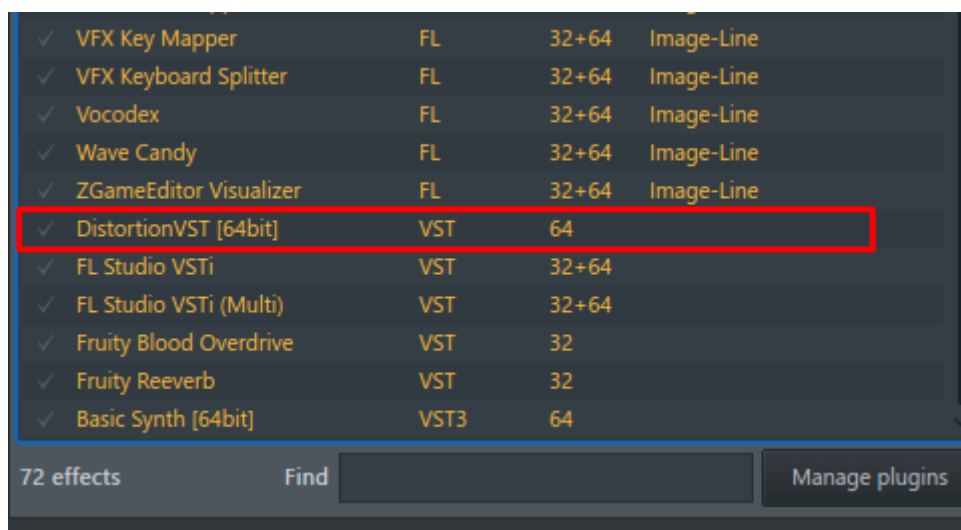 VFX Key Mapper FL 32+64 Image-Line
VFX Keyboard Splitter FL 32+64 Image-Line
Vocodex FL 32+64 Image-Line
Wave Candy FL 32+64 Image-Line
ZGameEditor Visualizer FL 32+64 Image-Line
DistortionVST [64bit] VST 64
FL Studio VSTi VST 32+64
FL Studio VSTi (Multi) VST 32+64
Fruity Blood Overdrive VST 32
Fruity Reeverb VST 32
Basic Synth [64bit] VST3 64
72 effects Find Manage plugins